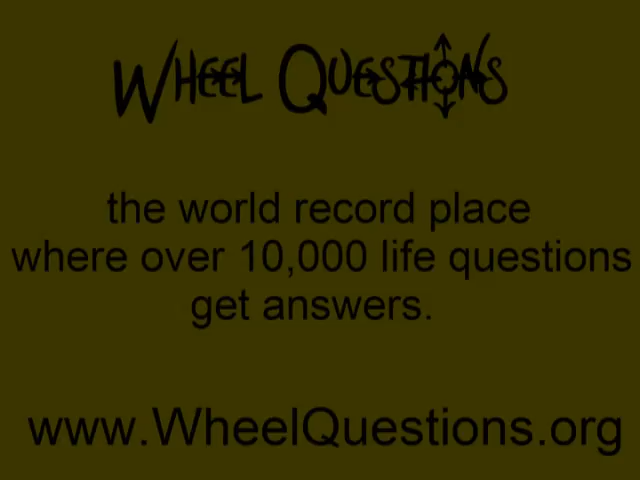 Wheel Questions
the world record place
where over 10,000 life questions
get answers.
www.WheelQuestions.org